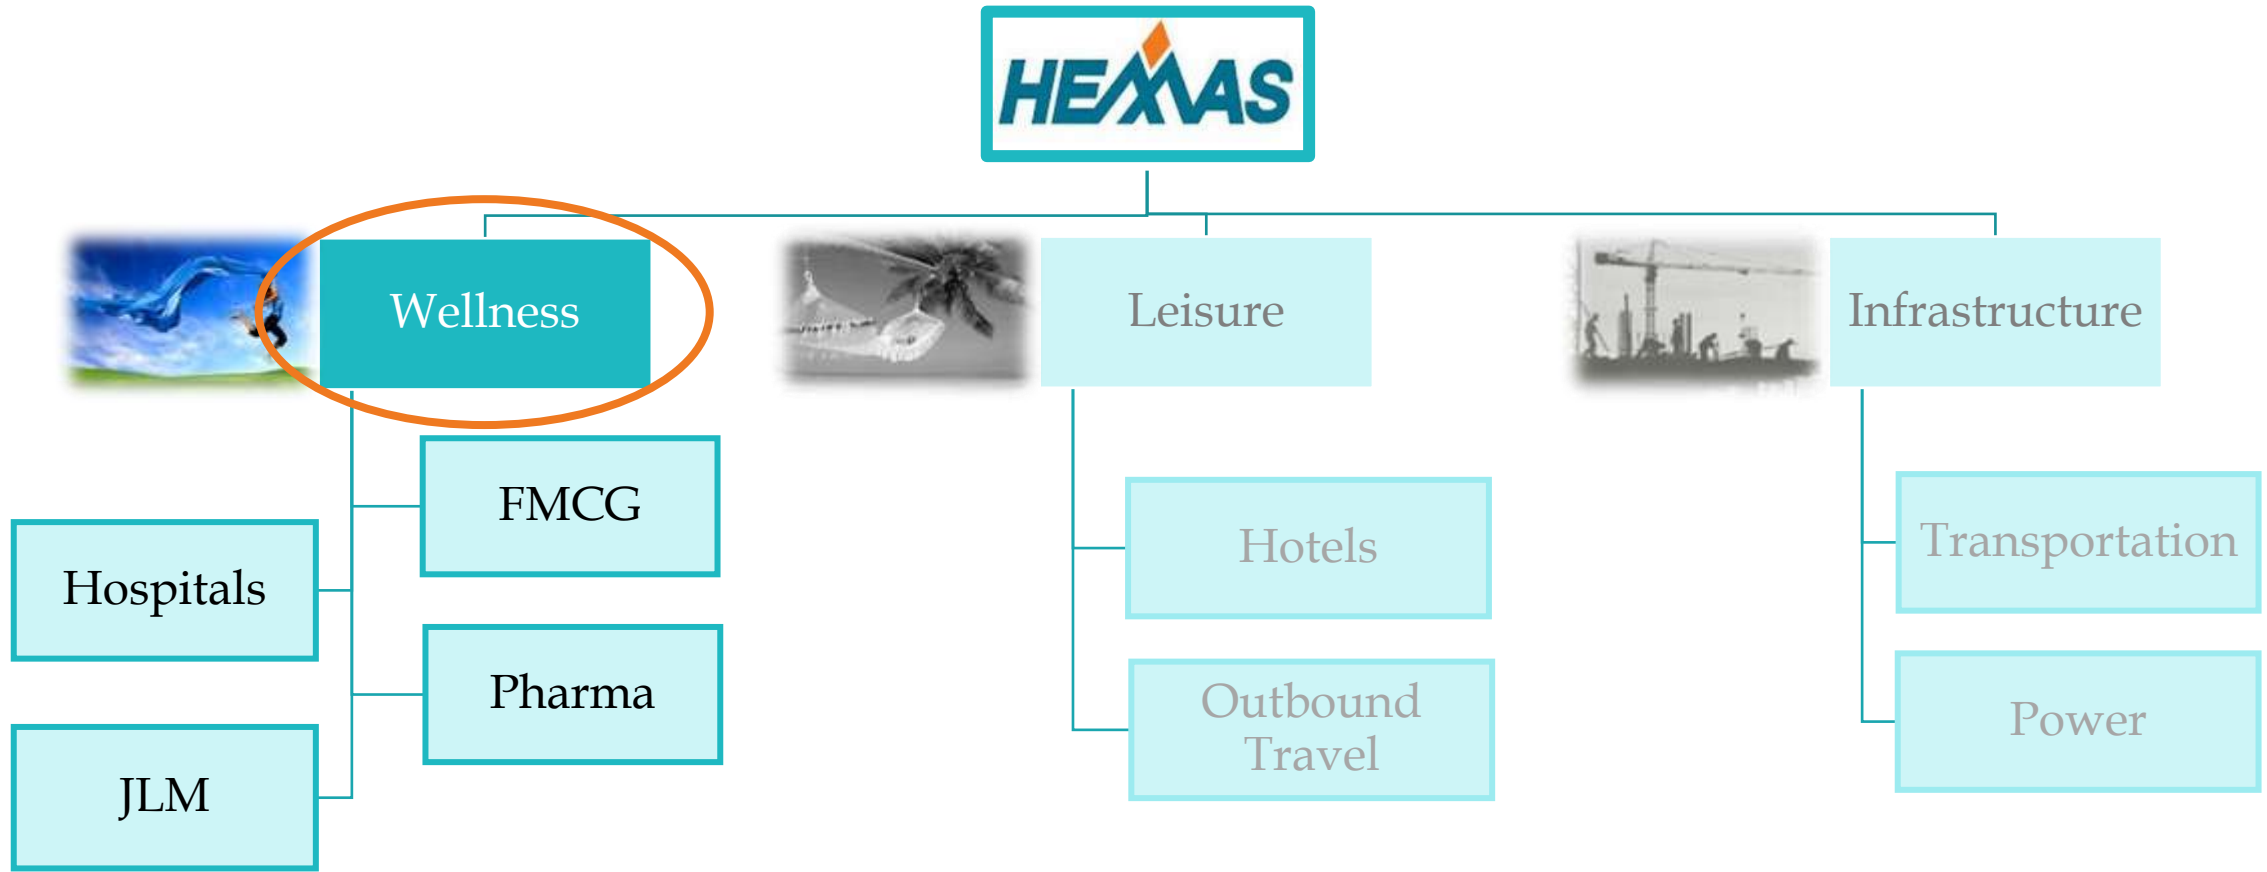 HEMAS
Wellness
Leisure
Infrastructure
FMCG
Hospitals
Pharma
JLM
Hotels
Outbound
Travel
Transportation
Power